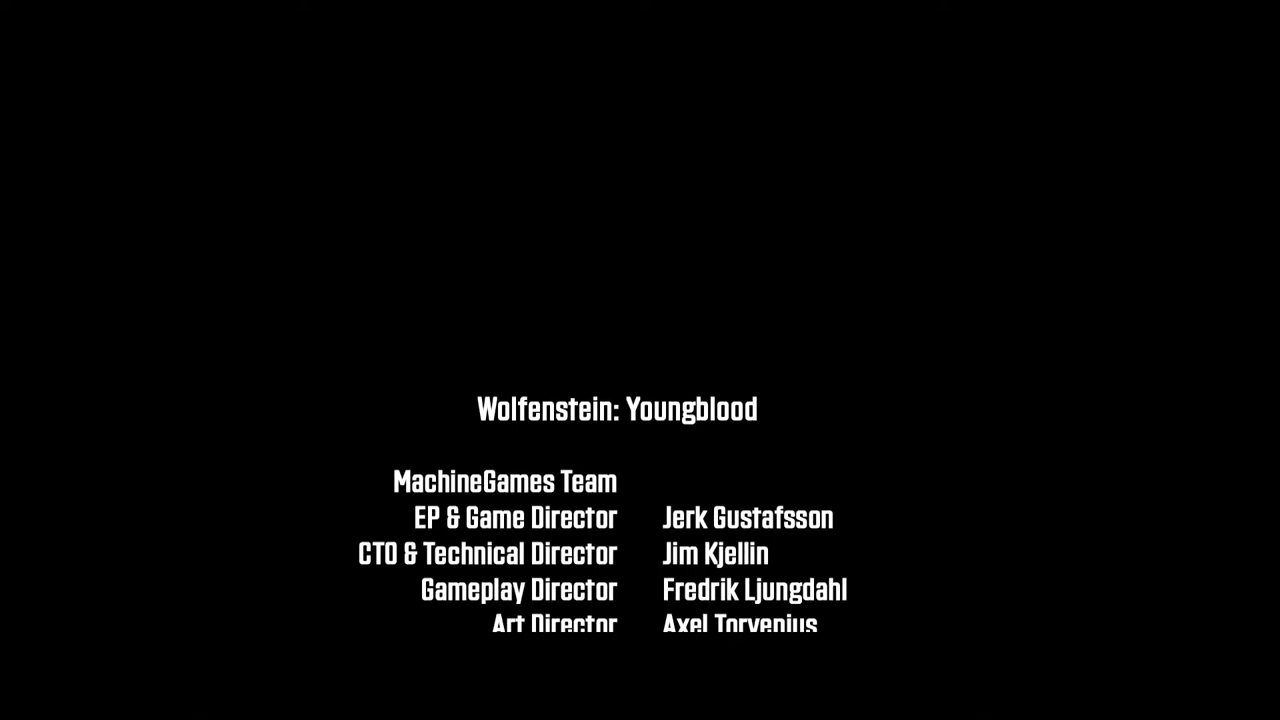 Wolfenstein: Youngblood
MachineGames Team
EP & Game Director Jerk Gustafsson
CTO & Technical Director Jim Kjellin
Gameplay Director Fredrik Ljungdahl
Art Director Axel Torvenius